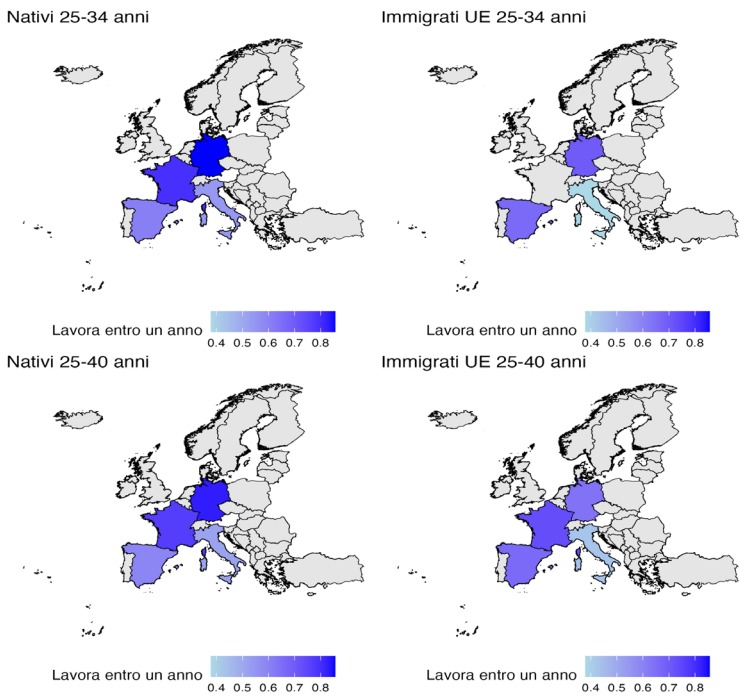 Nativi 25-34 anni
Immigrati UE 25-34 anni
Lavora entro un anno
0.4 0.5 0.6 0.7 0.8
Lavora entro un anno
0.4 0.5 0.6 0.7 0.8
Nativi 25-40 anni
Immigrati UE 25-40 anni
Lavora entro un anno
0.4 0.5 0.6 0.7 0.8
Lavora entro un anno
0.4 0.5 0.6 0.7 0.8